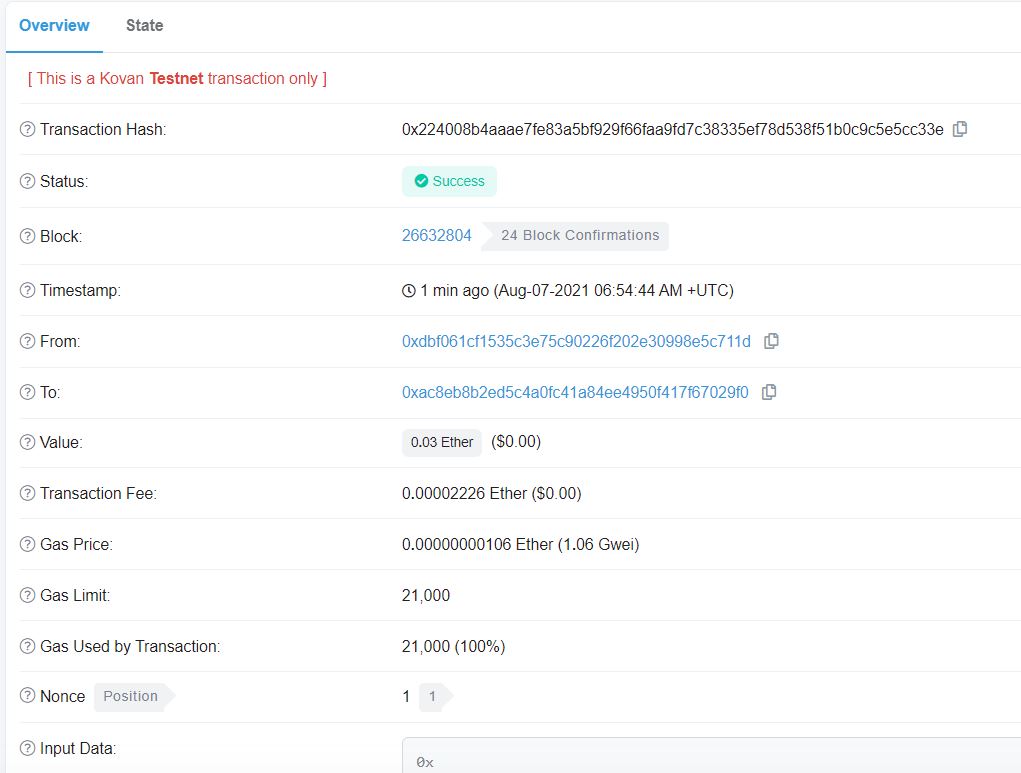 Overview State
[ This is a Kovan Testnet transaction only ]
Transaction Hash: 0x224008b4aaae7fe83a5bf929f66faa9fd7c38335ef78d538f51b0c9c5e5cc33e
Status: Success
Block: 26632804 24 Block Confirmations
Timestamp: 1 min ago (Aug-07-2021 06:54:44 AM +UTC)
From: 0xdbf061cf1535c3e75c90226f202e30998e5c711d
To: 0xac8eb8b2ed5c4a0fc41a84ee4950f417f67029f0
Value: 0.03 Ether ($0.00)
Transaction Fee: 0.00002226 Ether ($0.00)
Gas Price: 0.00000000106 Ether (1.06 Gwei)
Gas Limit: 21,000
Gas Used by Transaction: 21,000 (100%)
Nonce Position 1 1
Input Data: 0x